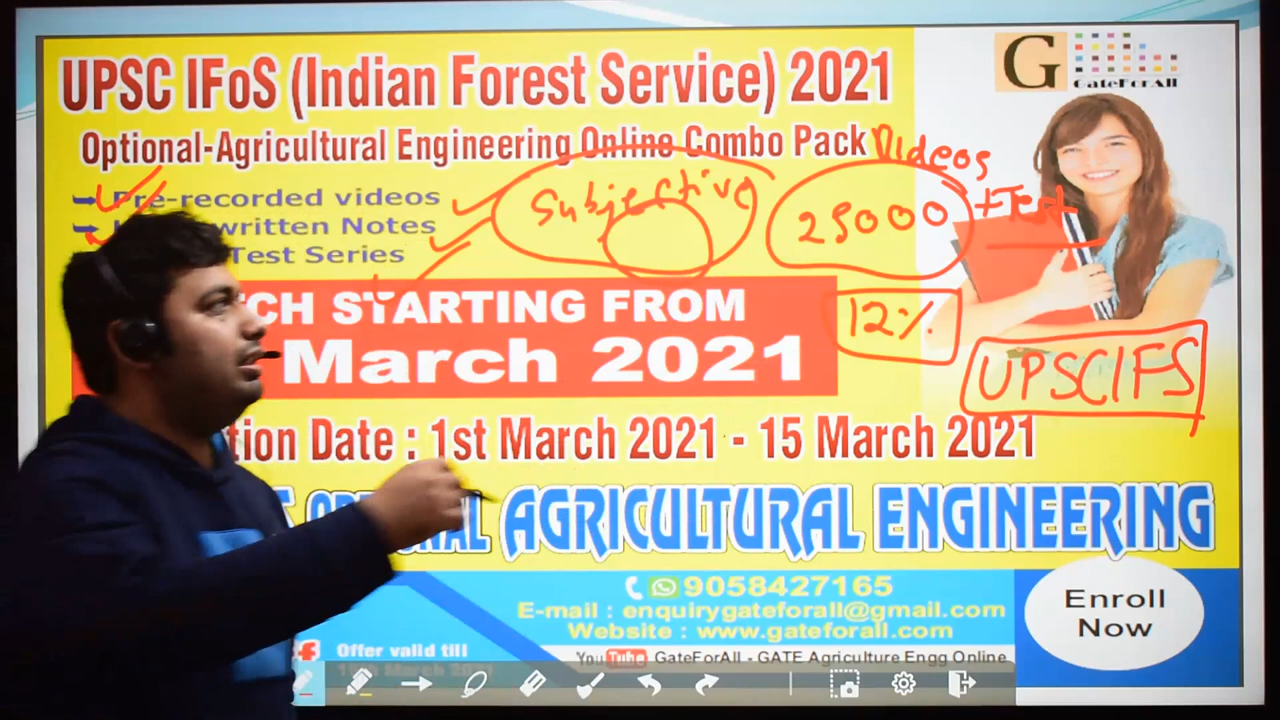 UPSC IFoS (Indian Forest Service) 2021
G
GateForAll
Optional-Agricultural Engineering Online Combo Pack
Videos
Pre-recorded videos
Subjective
25000
+Test
written Notes
Test Series
CH STARTING FROM
12%
March 2021
UPSCIFS
tion Date : 1st March 2021 - 15 March 2021
AGRICULTURAL ENGINEERING
9058427165
E-mail : enquirygateforall@gmail.com
Website : www.gateforall.com
Enroll
Now
Offer valid till
YouTube GateForAll - GATE Agriculture Engg Online